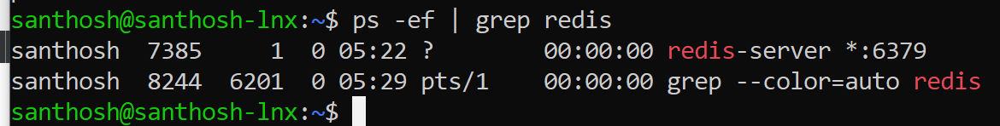 santhosh@santhosh-lnx:~$ ps -ef | grep redis
santhosh  7385     1  0 05:22 ?        00:00:00 redis-server *:6379
santhosh  8244  6201  0 05:29 pts/1    00:00:00 grep --color=auto redis
santhosh@santhosh-lnx:~$